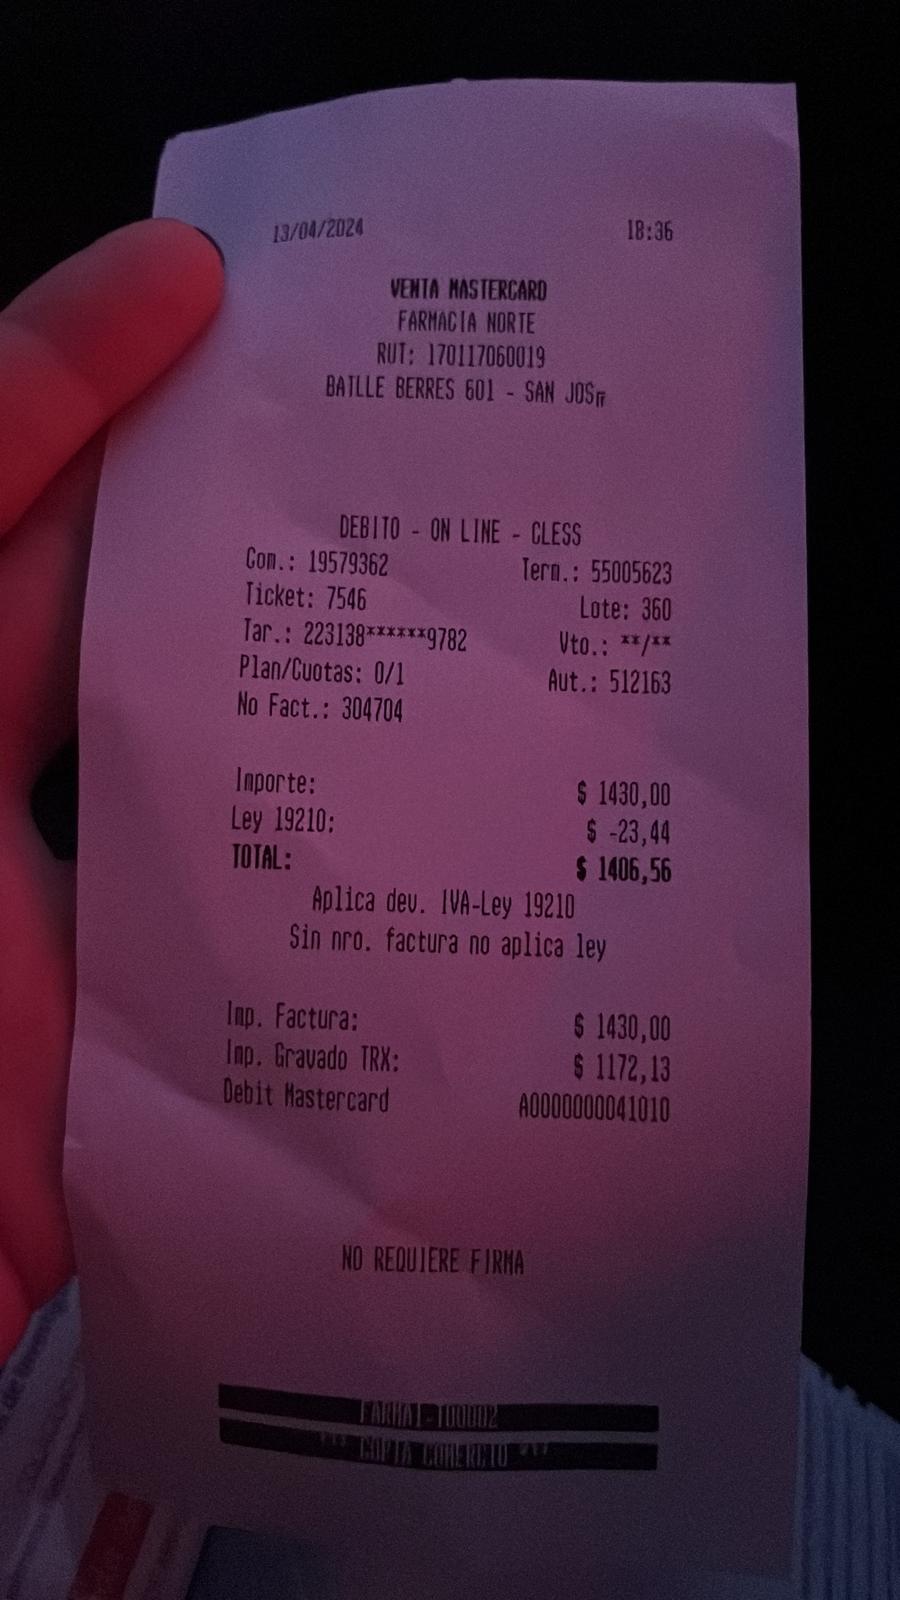 13/04/2024 18:36
VENTA MASTERCARD
FARMACIA NORTE
RUT: 170117060019
BATLLE BERRES 601 - SAN JOS╓
DEBITO - ON LINE - CLESS
Com.: 19579362 Term.: 55005623
Ticket: 7546 Lote: 360
Tar.: 223138******9782 Vto.: **/**
Plan/Cuotas: 0/1 Aut.: 512163
No Fact.: 304704
Importe: $ 1430,00
Ley 19210: $ -23,44
TOTAL: $ 1406,56
Aplica dev. IVA-Ley 19210
Sin nro. factura no aplica ley
Imp. Factura: $ 1430,00
Imp. Gravado TRX: $ 1172,13
Debit Mastercard A0000000041010
NO REQUIERE FIRMA
*** COPIA COMERCIO ***